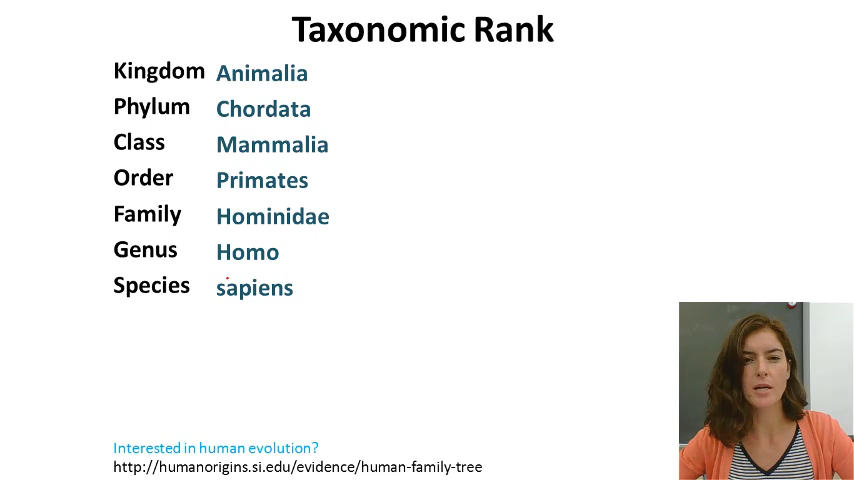 Taxonomic Rank
Kingdom Animalia
Phylum Chordata
Class Mammalia
Order Primates
Family Hominidae
Genus Homo
Species sapiens
Interested in human evolution?
http://humanorigins.si.edu/evidence/human-family-tree